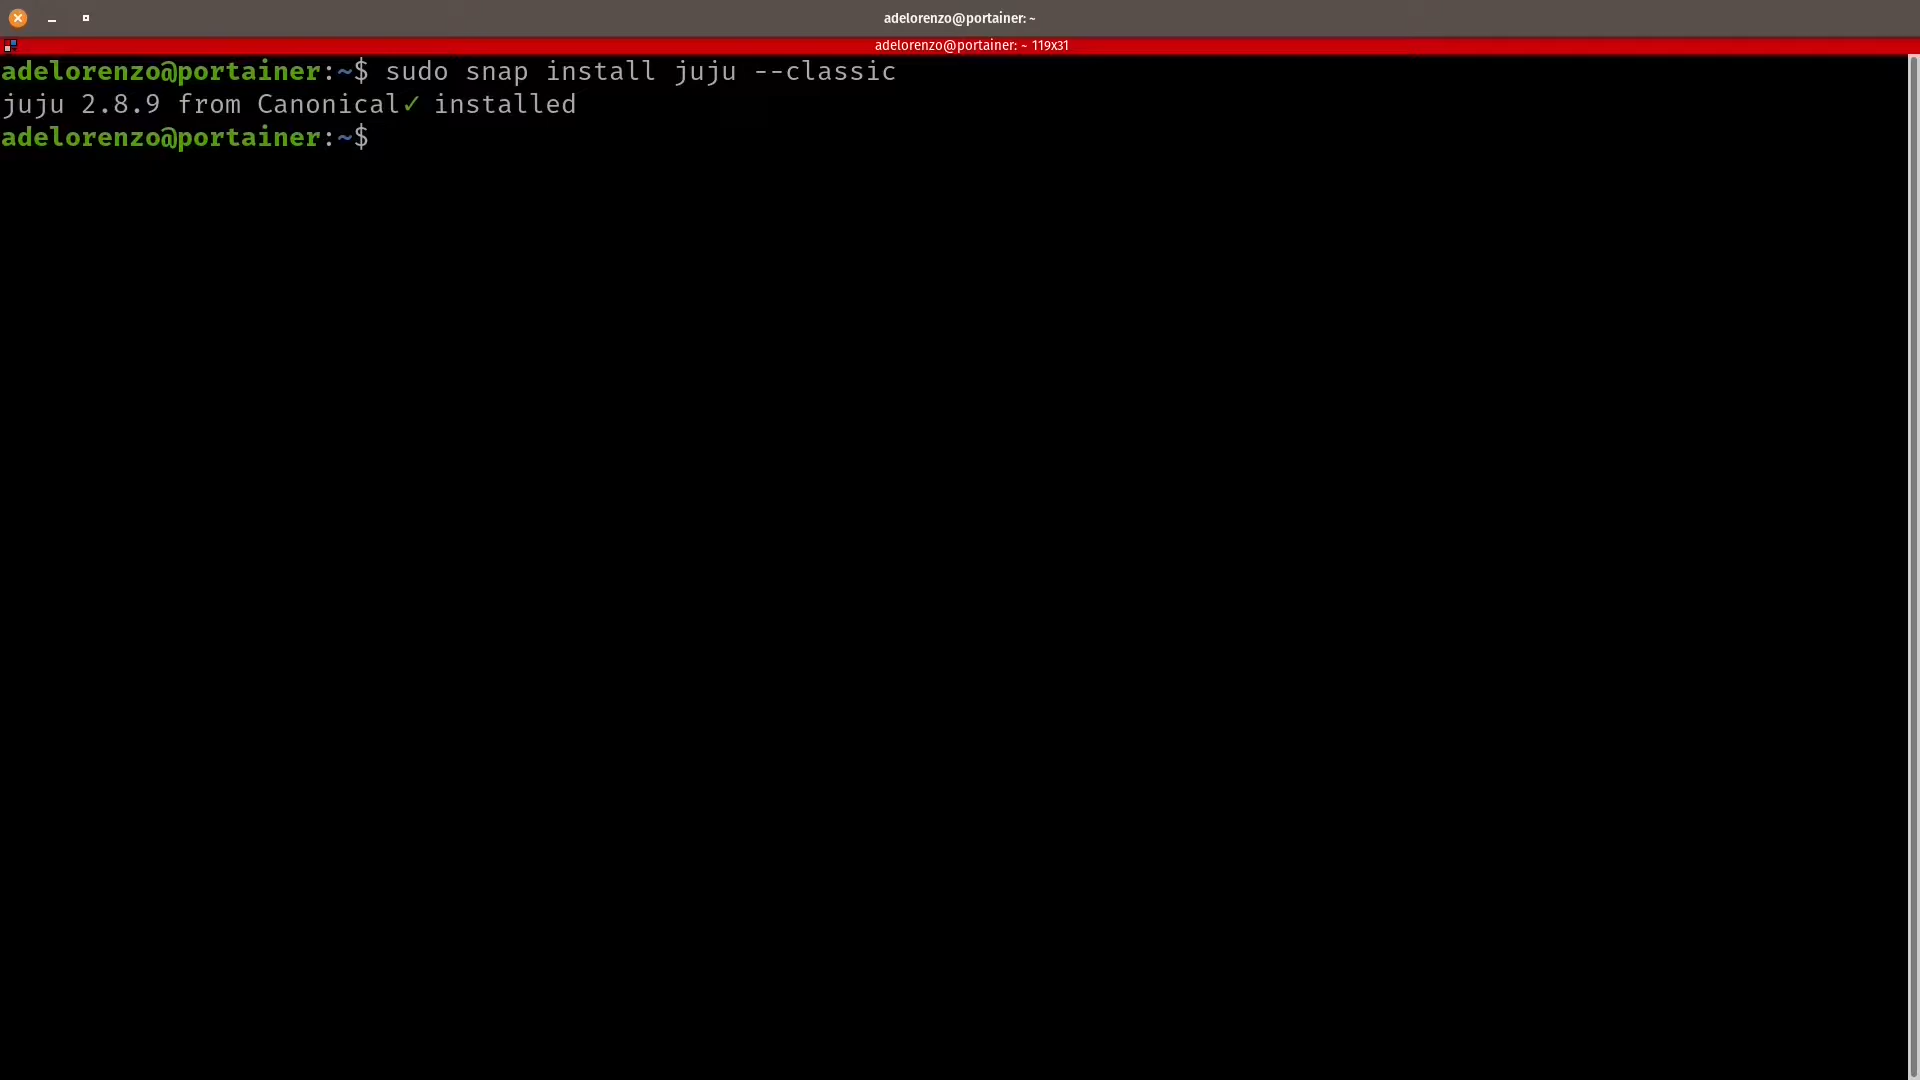 adelorenzo@portainer: ~
adelorenzo@portainer: ~ 119x31
adelorenzo@portainer:~$ sudo snap install juju --classic
juju 2.8.9 from Canonical✓ installed
adelorenzo@portainer:~$